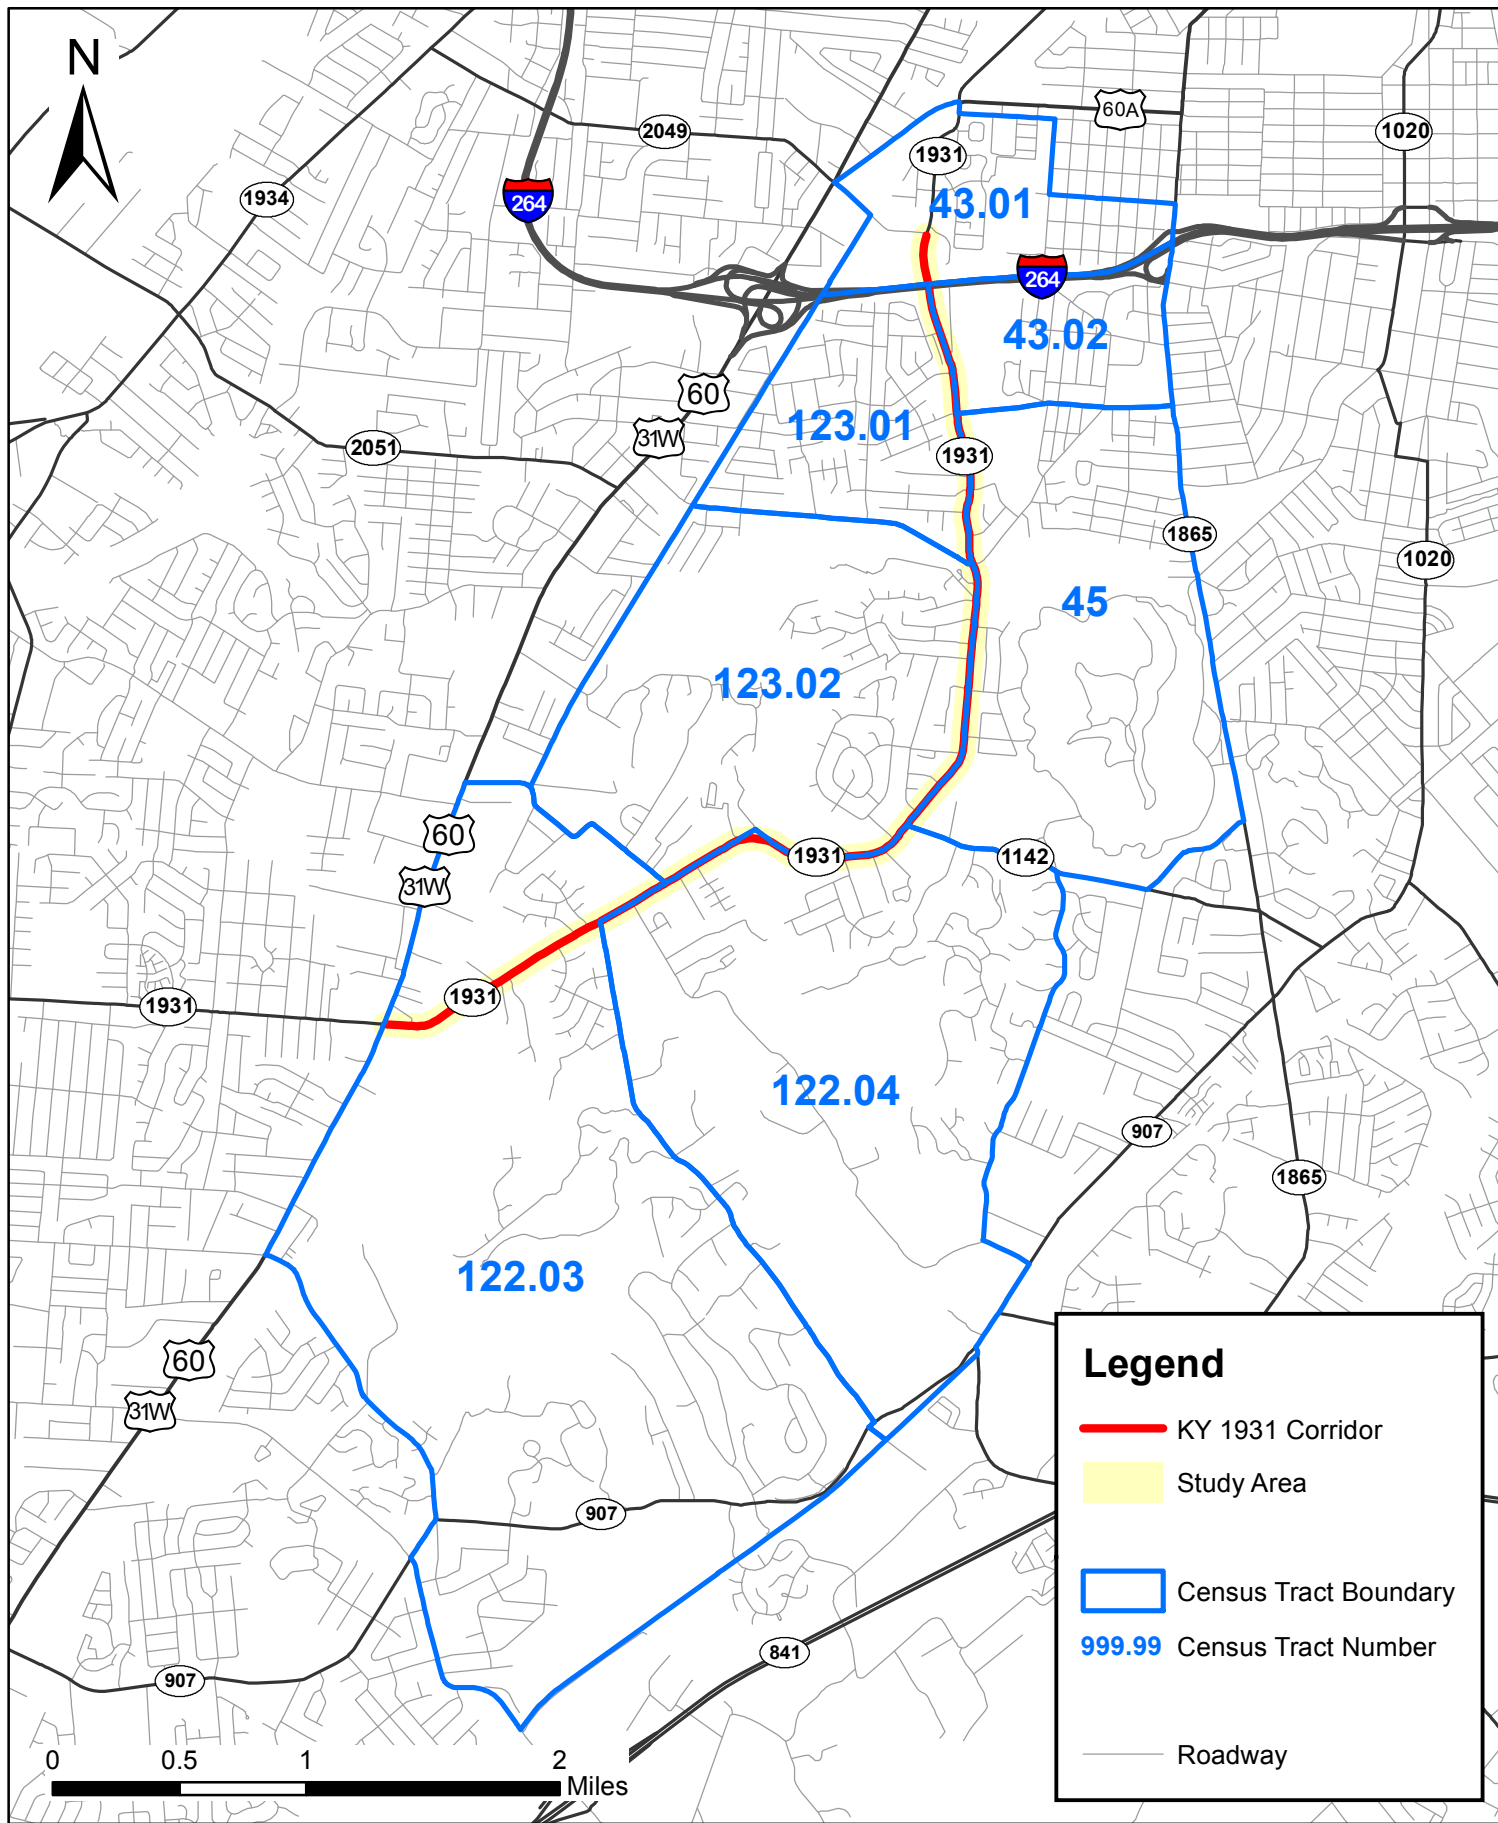 N
60A
2049
1020
1931
1934
264
43.01
264
43.02
60
123.01
31W
2051
1931
1865
1020
45
123.02
60
1931
1142
31W
1931
1931
122.04
907
1865
122.03
60
31W
907
841
907
Legend
KY 1931 Corridor
Study Area
Census Tract Boundary
999.99 Census Tract Number
Roadway
0 0.5 1 2
Miles